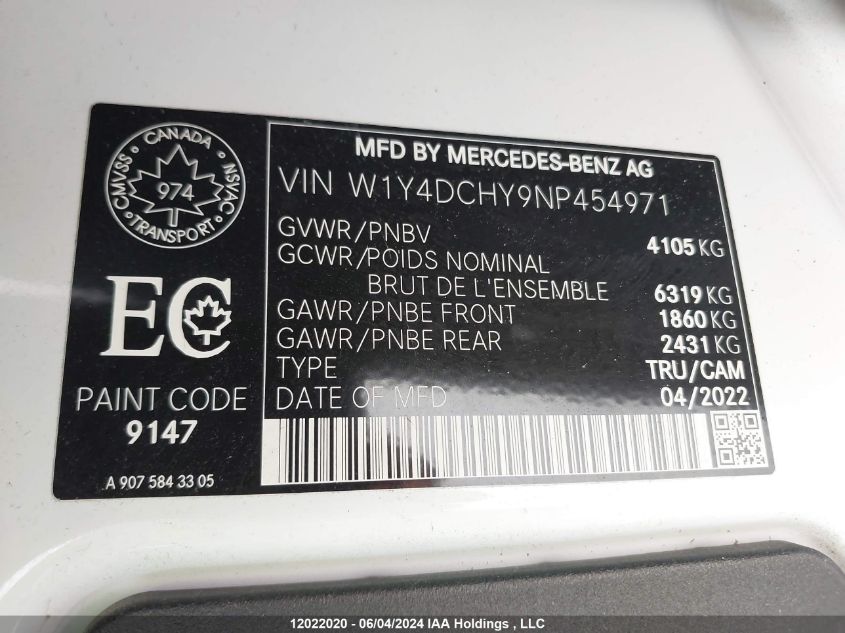 CANADA
CMVSS
NSVAC
974
TRANSPORT
EC
PAINT CODE
9147
A 907 584 33 05
MFD BY MERCEDES-BENZ AG
VIN W1Y4DCHY9NP454971
GVWR/PNBV 4105 KG
GCWR/POIDS NOMINAL
BRUT DE L'ENSEMBLE 6319 KG
GAWR/PNBE FRONT 1860 KG
GAWR/PNBE REAR 2431 KG
TYPE TRU/CAM
DATE OF MFD 04/2022
12022020 - 06/04/2024 IAA Holdings , LLC